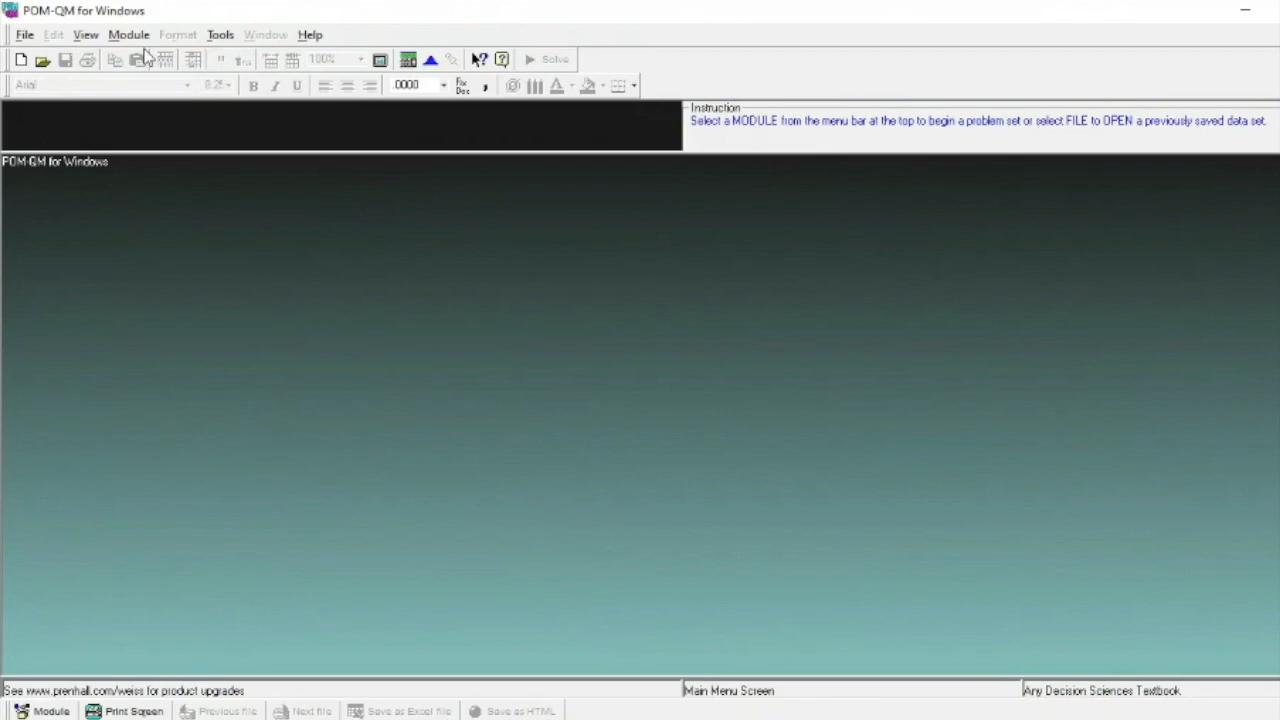 POM-QM for Windows
File Edit View Module Format Tools Window Help
100% Solve
Arial 8.25 B I U .0000 Fix Dec ,
Instruction
Select a MODULE from the menu bar at the top to begin a problem set or select FILE to OPEN a previously saved data set.
POM-QM for Windows
See www.prenhall.com/weiss for product upgrades Main Menu Screen Any Decision Sciences Textbook
Module Print Screen Previous file Next file Save as Excel file Save as HTML